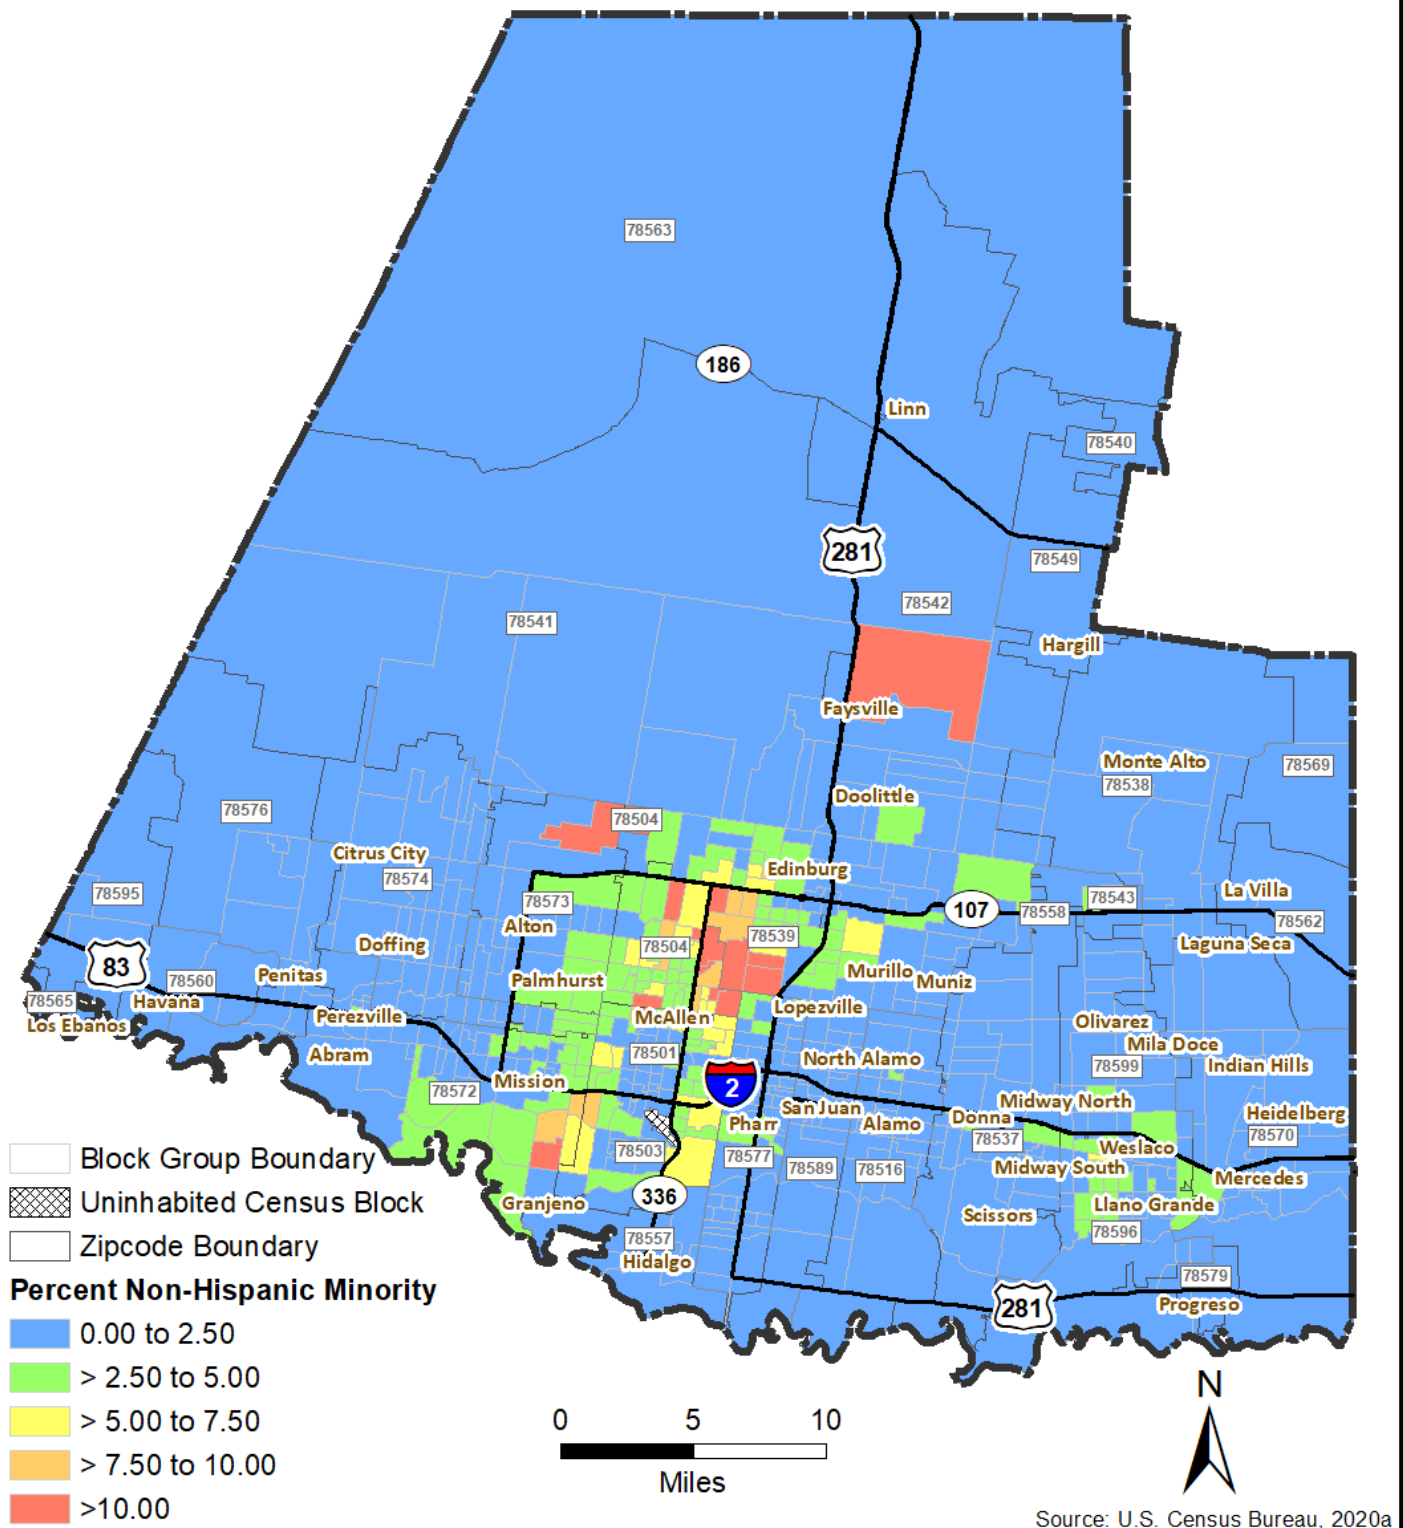 78563
186
Linn
78540
281
78549
78542
78541
Hargill
Faysville
Monte Alto
78569
78538
Doolittle
78576
78504
Citrus City
Edinburg
78574
78595
78573
La Villa
78543
107
78558
78562
Alton
Doffing
78504
78539
Laguna Seca
83
78560
Penitas
Palmhurst
Murillo
Muniz
78565
Havana
Los Ebanos
Perezville
McAllen
Lopezville
Olivarez
Mila Doce
Abram
78501
North Alamo
78599
Indian Hills
Mission
2
78572
San Juan
Midway North
Donna
Heidelberg
Pharr
Alamo
78537
78570
Weslaco
78503
78577
78589
78516
Midway South
Mercedes
336
Granjeno
Llano Grande
Scissors
78596
78557
Hidalgo
78579
281
Progreso
Block Group Boundary
Uninhabited Census Block
Zipcode Boundary
Percent Non-Hispanic Minority
0.00 to 2.50
> 2.50 to 5.00
> 5.00 to 7.50
> 7.50 to 10.00
>10.00
0 5 10
Miles
N
Source: U.S. Census Bureau, 2020a